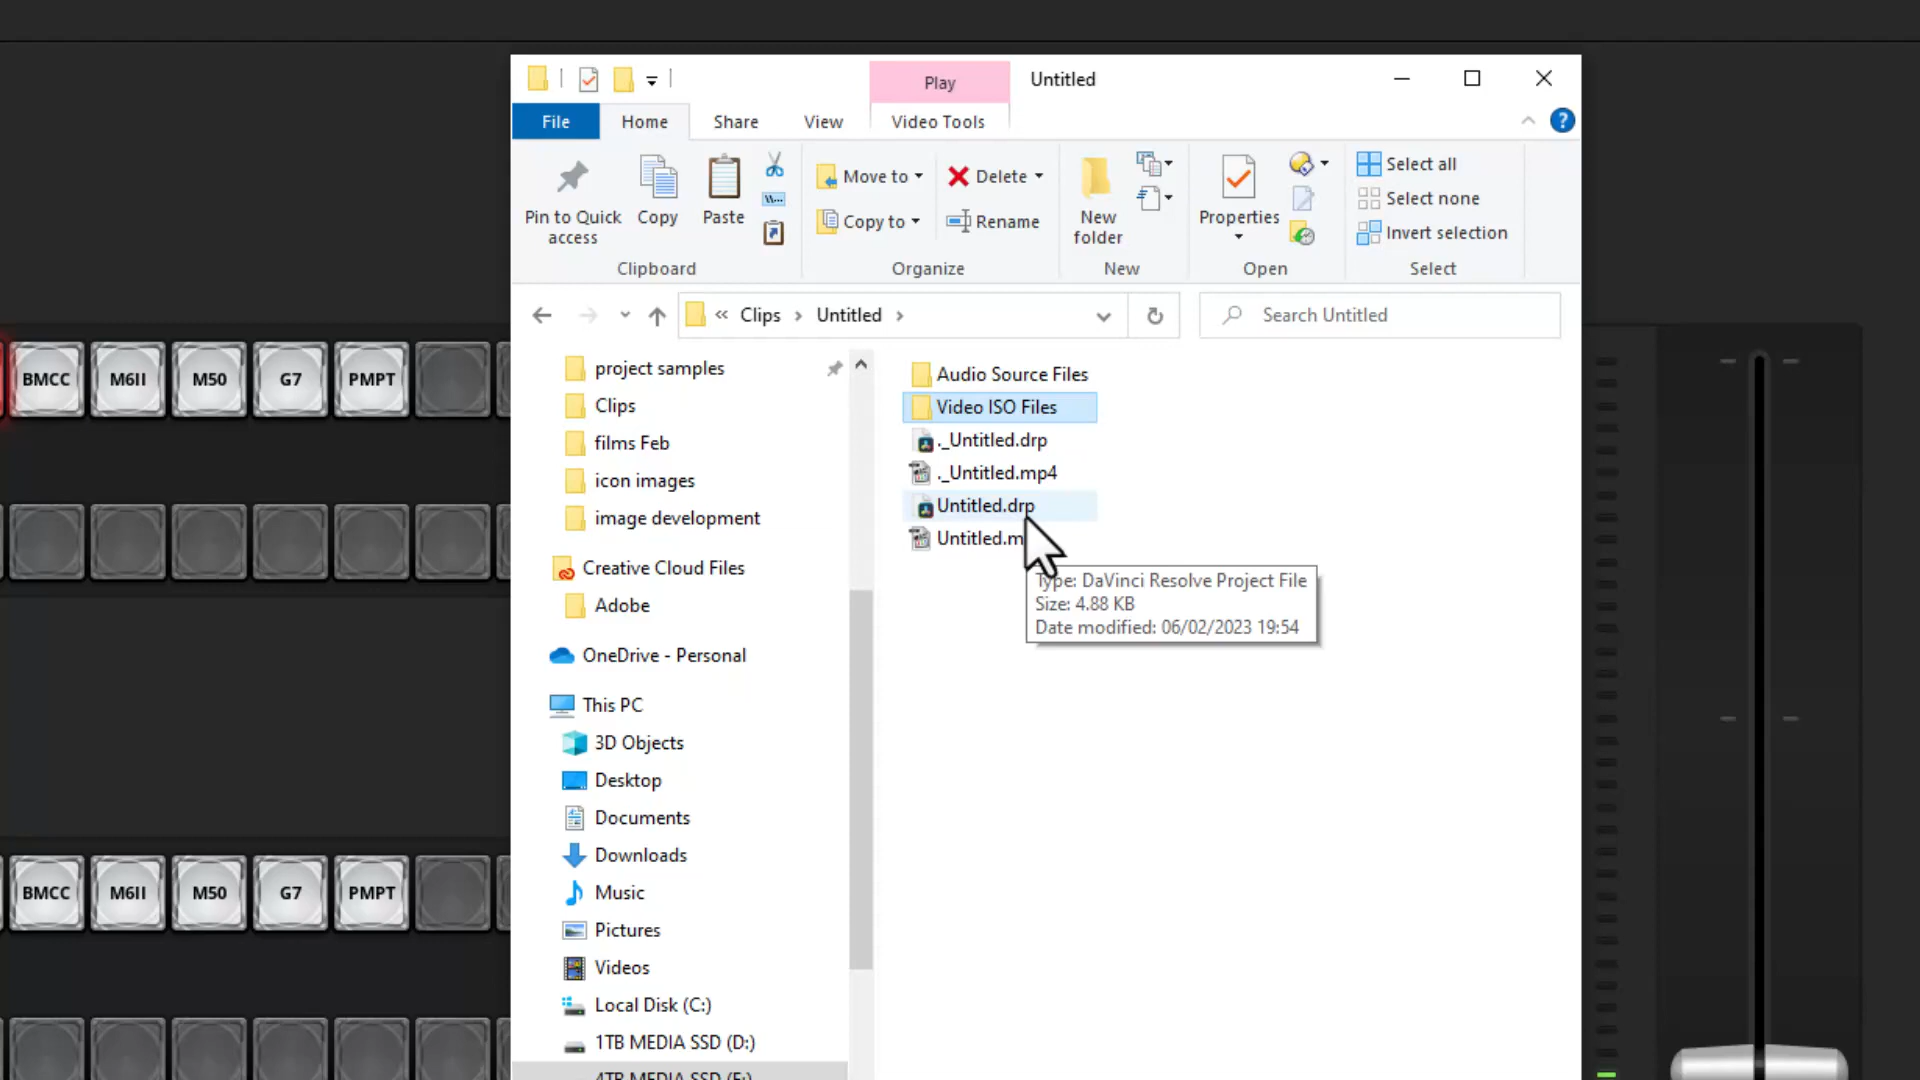 Play
Untitled
File
Home
Share
View
Video Tools
Pin to Quick access
Copy
Paste
Move to
Copy to
Delete
Rename
New folder
Properties
Select all
Select none
Invert selection
Clipboard
Organize
New
Open
Select
« Clips › Untitled ›
Search Untitled
project samples
Clips
films Feb
icon images
image development
Creative Cloud Files
Adobe
OneDrive - Personal
This PC
3D Objects
Desktop
Documents
Downloads
Music
Pictures
Videos
Local Disk (C:)
1TB MEDIA SSD (D:)
4TB MEDIA SSD (F:)
Audio Source Files
Video ISO Files
._Untitled.drp
._Untitled.mp4
Untitled.drp
Untitled.m
Type: DaVinci Resolve Project File
Size: 4.88 KB
Date modified: 06/02/2023 19:54
BMCC M6II M50 G7 PMPT
BMCC M6II M50 G7 PMPT